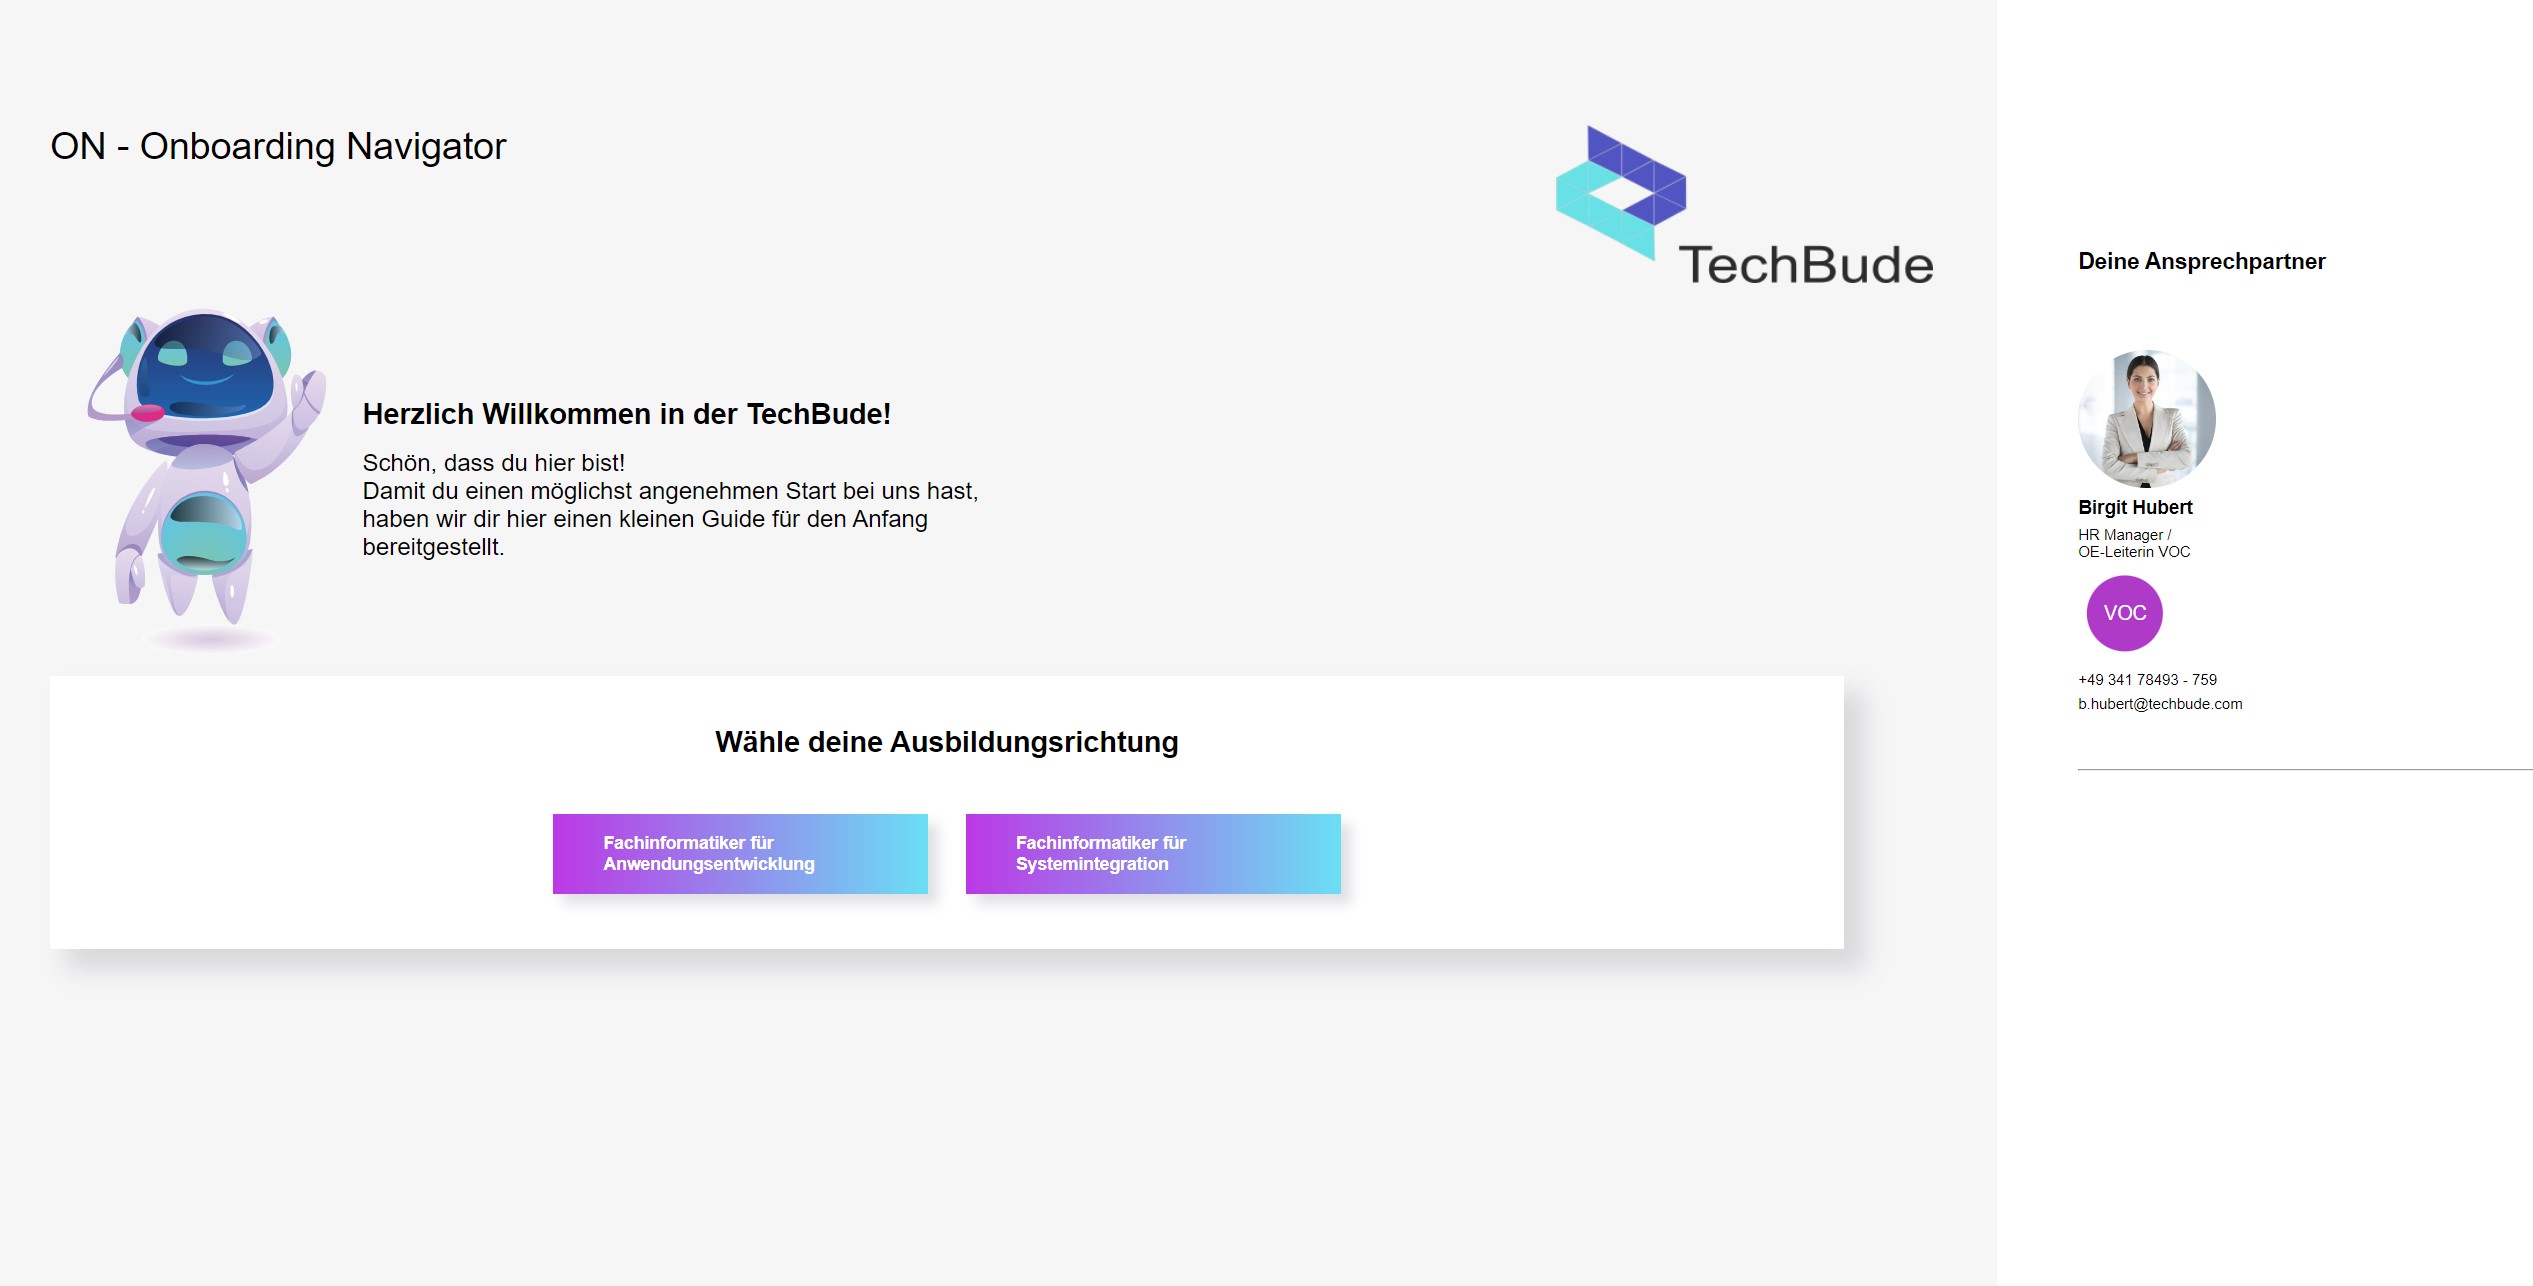 ON - Onboarding Navigator
TechBude
Herzlich Willkommen in der TechBude!
Schön, dass du hier bist!
Damit du einen möglichst angenehmen Start bei uns hast,
haben wir dir hier einen kleinen Guide für den Anfang
bereitgestellt.
Wähle deine Ausbildungsrichtung
Fachinformatiker für
Anwendungsentwicklung
Fachinformatiker für
Systemintegration
Deine Ansprechpartner
Birgit Hubert
HR Manager /
OE-Leiterin VOC
VOC
+49 341 78493 - 759
b.hubert@techbude.com